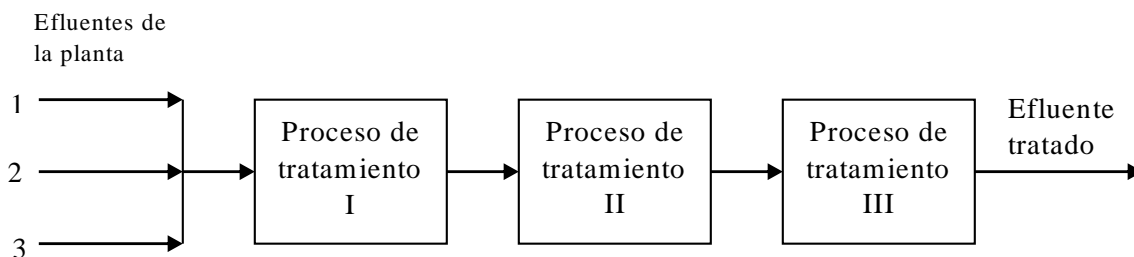 Efluentes de
la planta
1
2
3
Proceso de
tratamiento
I
Proceso de
tratamiento
II
Proceso de
tratamiento
III
Efluente
tratado